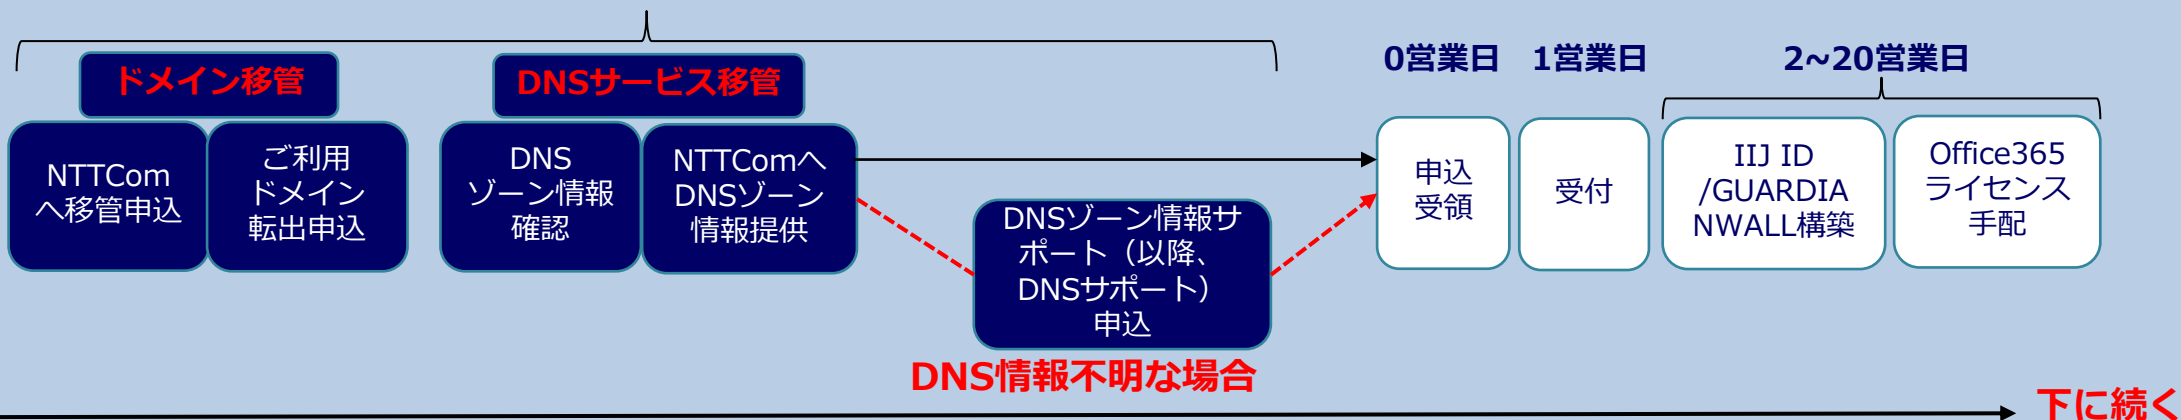 0営業日
1営業日
2~20営業日
ドメイン移管
DNSサービス移管
NTTCom
へ移管申込
ご利用
ドメイン
転出申込
DNS
ゾーン情報
確認
NTTComへ
DNSゾーン
情報提供
DNSゾーン情報サ
ポート（以降、
DNSサポート）
申込
申込
受領
受付
IIJ ID
/GUARDIA
NWALL構築
Office365
ライセンス
手配
DNS情報不明な場合
下に続く